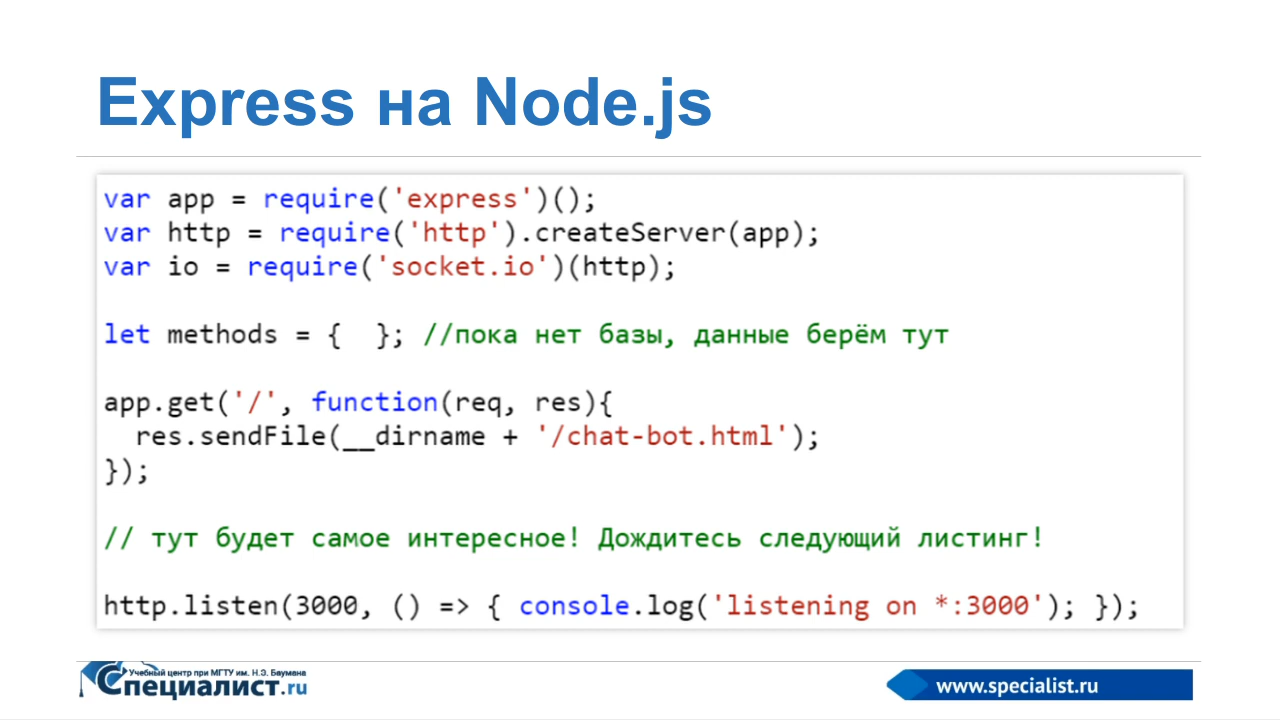 Express на Node.js
var app = require('express')();
var http = require('http').createServer(app);
var io = require('socket.io')(http);
let methods = {  }; //пока нет базы, данные берём тут
app.get('/', function(req, res){
  res.sendFile(__dirname + '/chat-bot.html');
});
// тут будет самое интересное! Дождитесь следующий листинг!
http.listen(3000, () => { console.log('listening on *:3000'); });
Учебный центр при МГТУ им. Н.Э. Баумана
Специалист.ru
www.specialist.ru